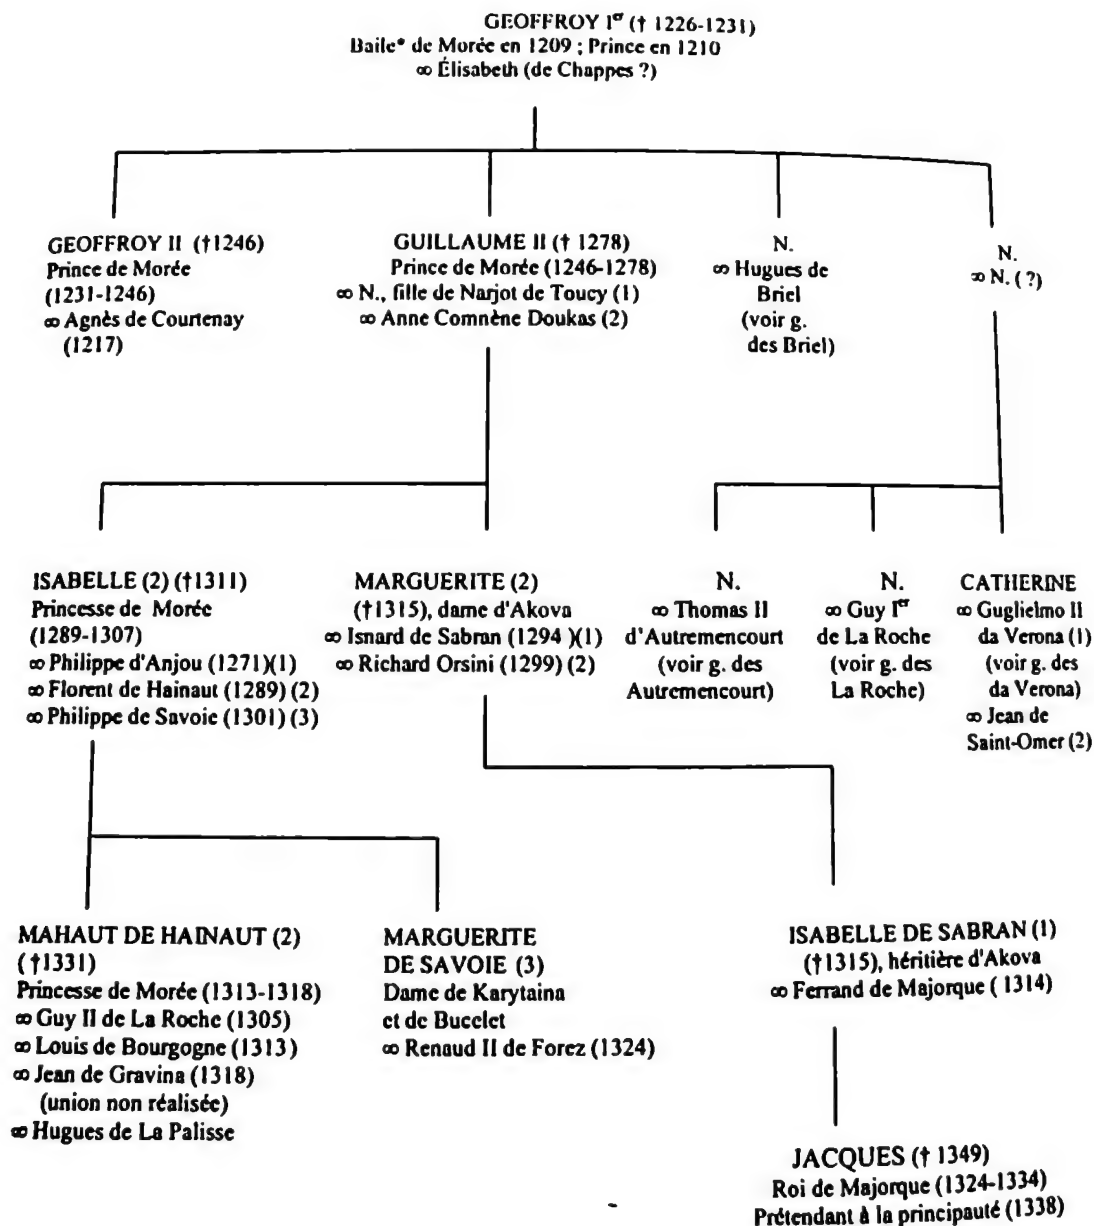 GEOFFROY Iᵉʳ († 1226-1231)
Baile* de Morée en 1209 ; Prince en 1210
∞ Élisabeth (de Chappes ?)
GEOFFROY II (†1246)
Prince de Morée
(1231-1246)
∞ Agnès de Courtenay
(1217)
GUILLAUME II († 1278)
Prince de Morée (1246-1278)
∞ N., fille de Narjot de Toucy (1)
∞ Anne Comnène Doukas (2)
N.
∞ Hugues de
Briel
(voir g.
des Briel)
N.
∞ N. (?)
ISABELLE (2) (†1311)
Princesse de Morée
(1289-1307)
∞ Philippe d'Anjou (1271)(1)
∞ Florent de Hainaut (1289) (2)
∞ Philippe de Savoie (1301) (3)
MARGUERITE (2)
(†1315), dame d'Akova
∞ Isnard de Sabran (1294 )(1)
∞ Richard Orsini (1299) (2)
N.
∞ Thomas II
d'Autremencourt
(voir g. des
Autremencourt)
N.
∞ Guy Iᵉʳ
de La Roche
(voir g. des
La Roche)
CATHERINE
∞ Guglielmo II
da Verona (1)
(voir g. des
da Verona)
∞ Jean de
Saint-Omer (2)
MAHAUT DE HAINAUT (2)
(†1331)
Princesse de Morée (1313-1318)
∞ Guy II de La Roche (1305)
∞ Louis de Bourgogne (1313)
∞ Jean de Gravina (1318)
(union non réalisée)
∞ Hugues de La Palisse
MARGUERITE
DE SAVOIE (3)
Dame de Karytaina
et de Bucelet
∞ Renaud II de Forez (1324)
ISABELLE DE SABRAN (1)
(†1315), héritière d'Akova
∞ Ferrand de Majorque ( 1314)
JACQUES († 1349)
Roi de Majorque (1324-1334)
Prétendant à la principauté (1338)